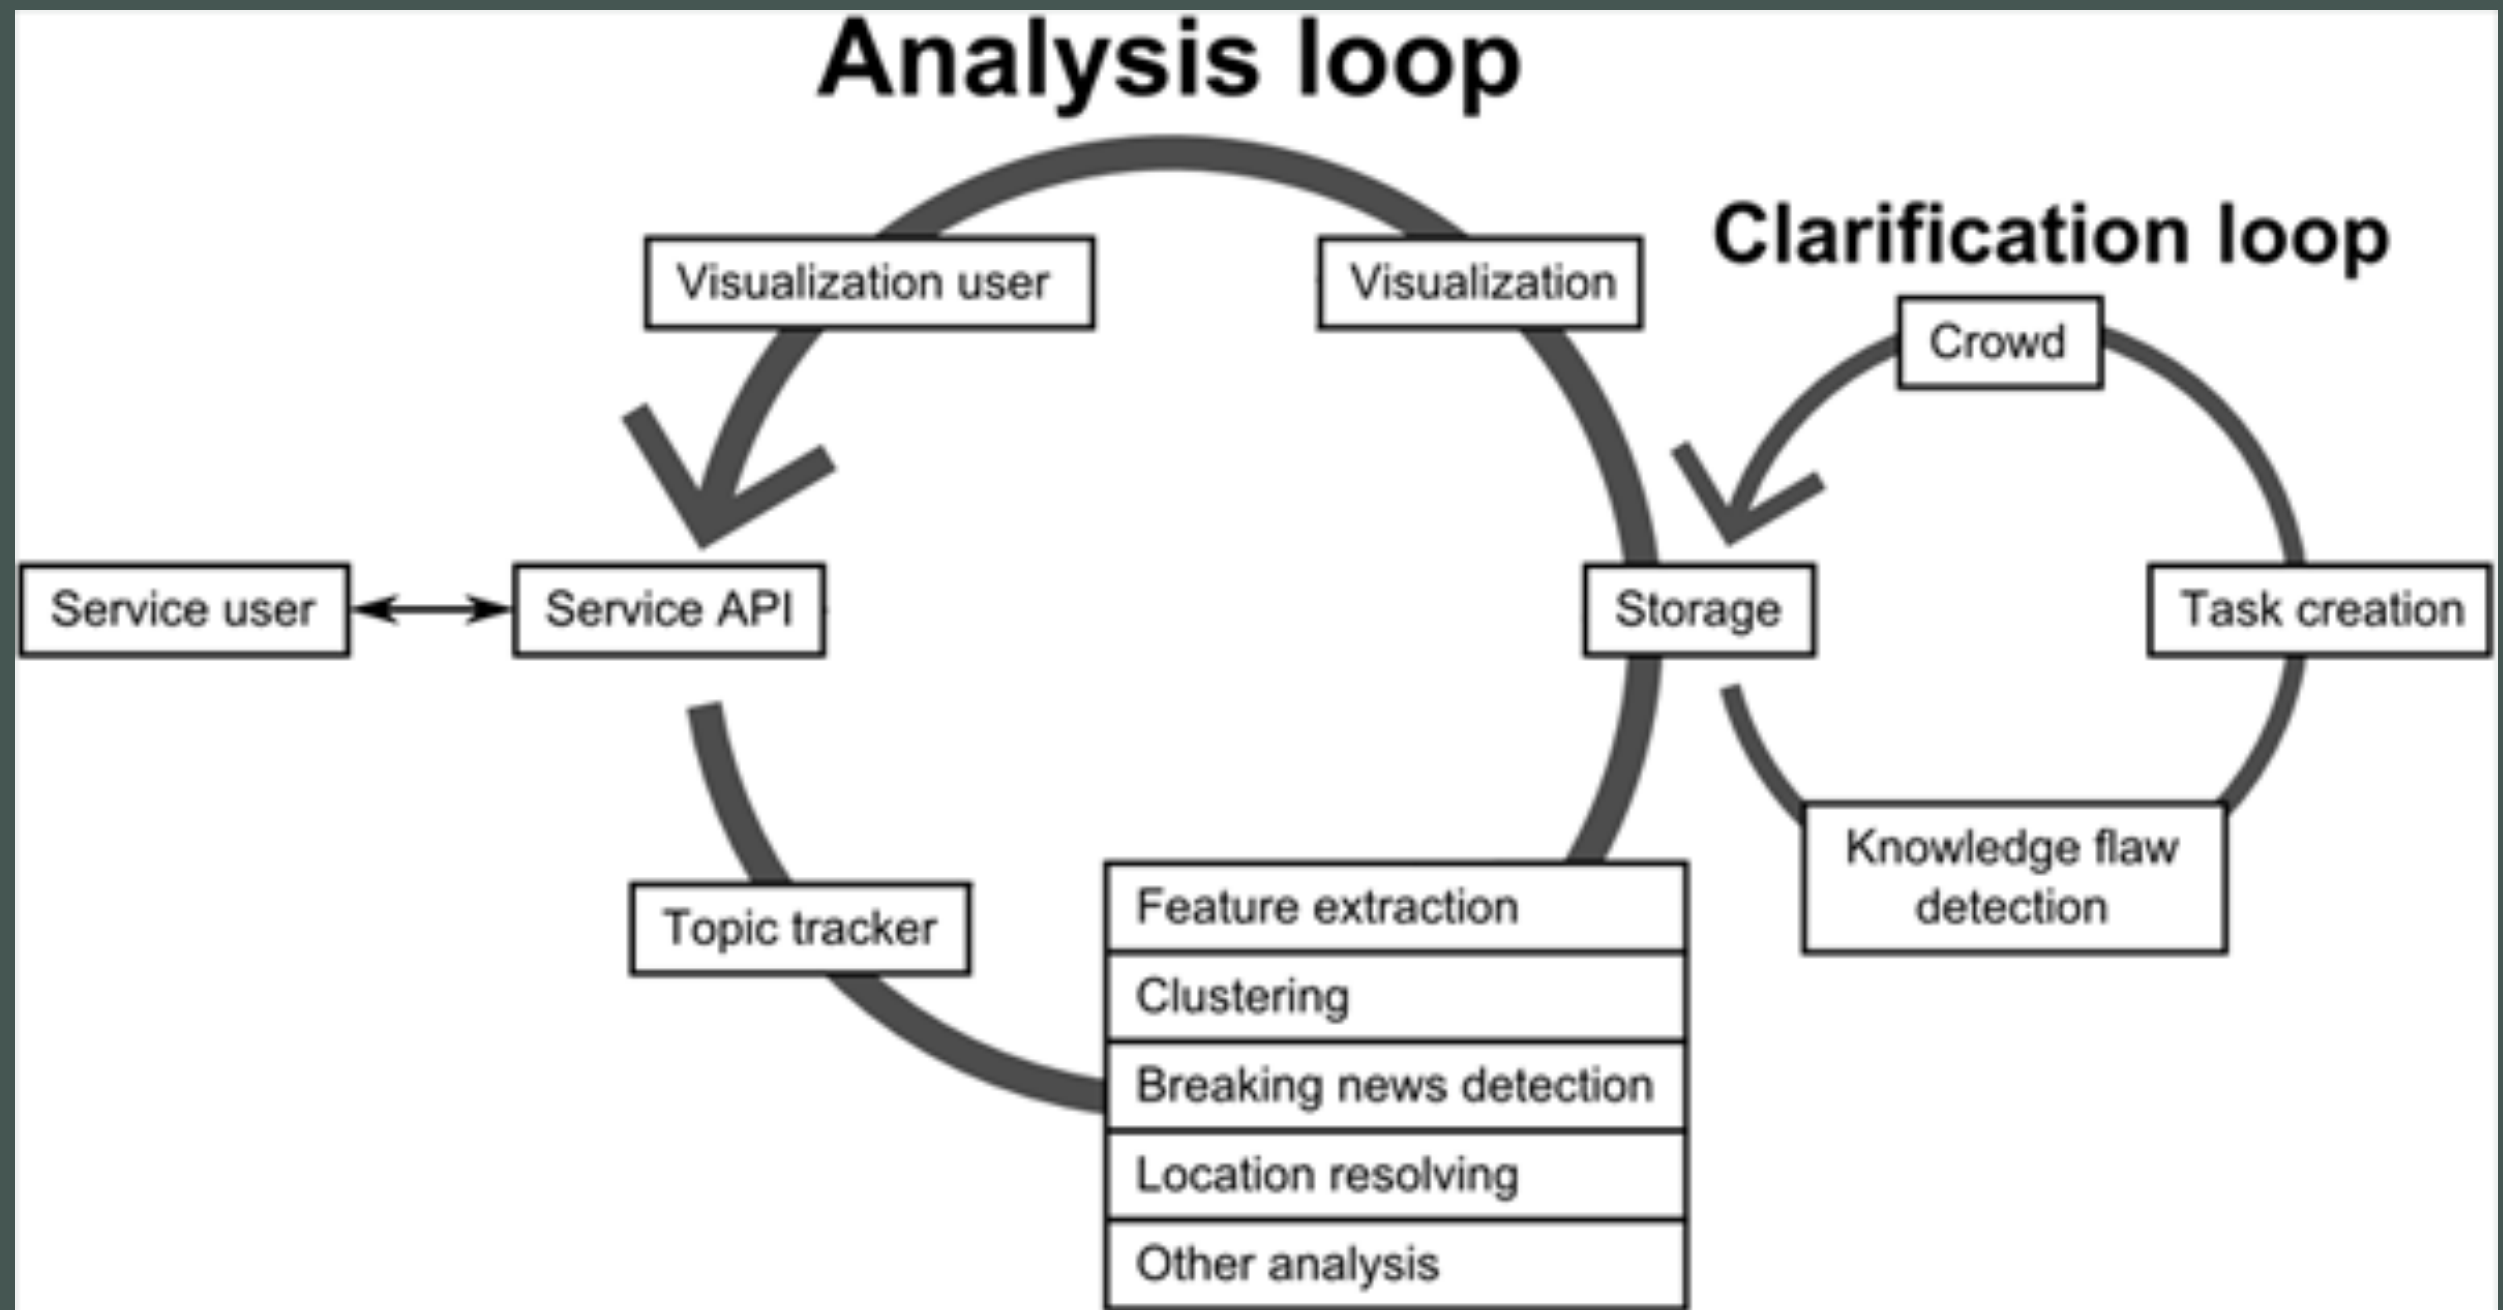 Analysis loop
Clarification loop
Visualization user
Visualization
Crowd
Service user
Service API
Storage
Task creation
Topic tracker
Knowledge flaw
detection
Feature extraction
Clustering
Breaking news detection
Location resolving
Other analysis